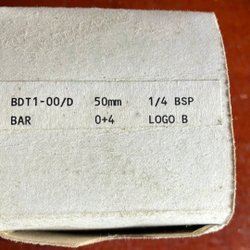 BDT1-00/D 50mm 1/4 BSP
BAR 0+4 LOGO B